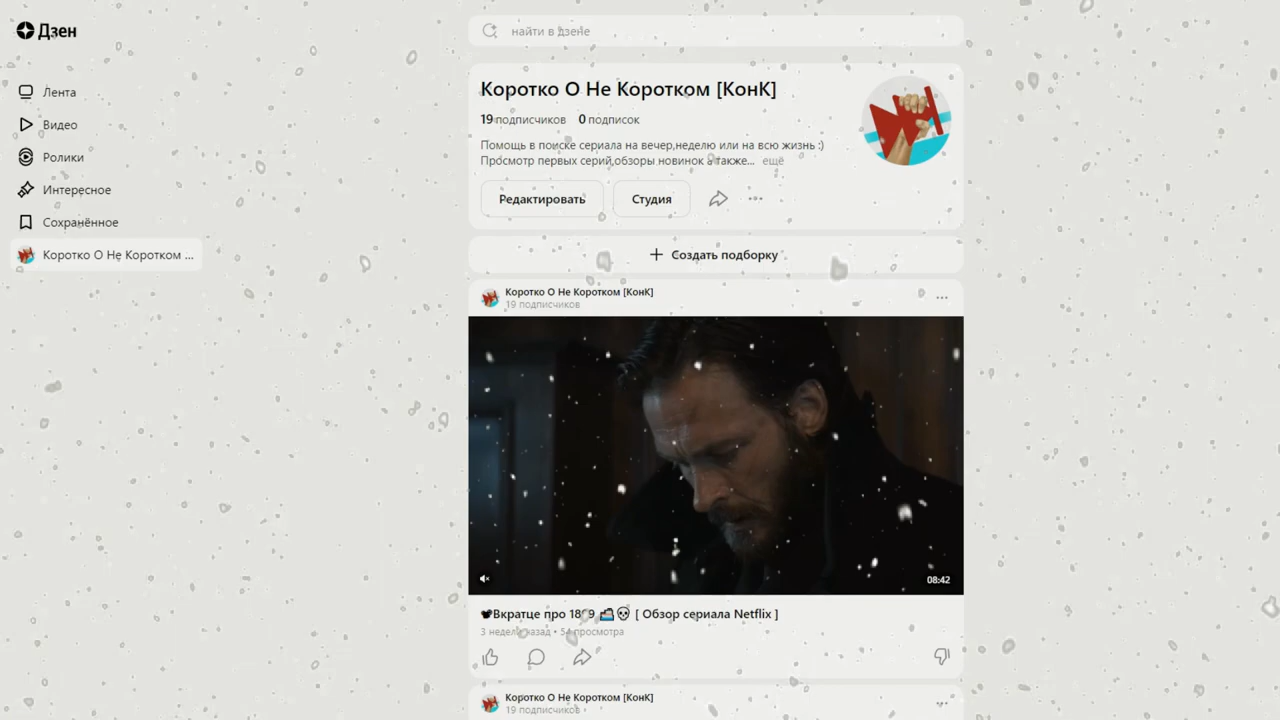 Дзен
найти в Дзене
Лента
Видео
Ролики
Интересное
Сохранённое
Коротко О Не Коротком ...
Коротко О Не Коротком [КонК]
19 подписчиков 0 подписок
Помощь в поиске сериала на вечер,неделю или на всю жизнь :)
Просмотр первых серий,обзоры новинок а также... ещё
Редактировать Студия
Создать подборку
Коротко О Не Коротком [КонК]
19 подписчиков
08:42
Вкратце про 1899 [ Обзор сериала Netflix ]
3 недели назад • 54 просмотра
Коротко О Не Коротком [КонК]
19 подписчиков